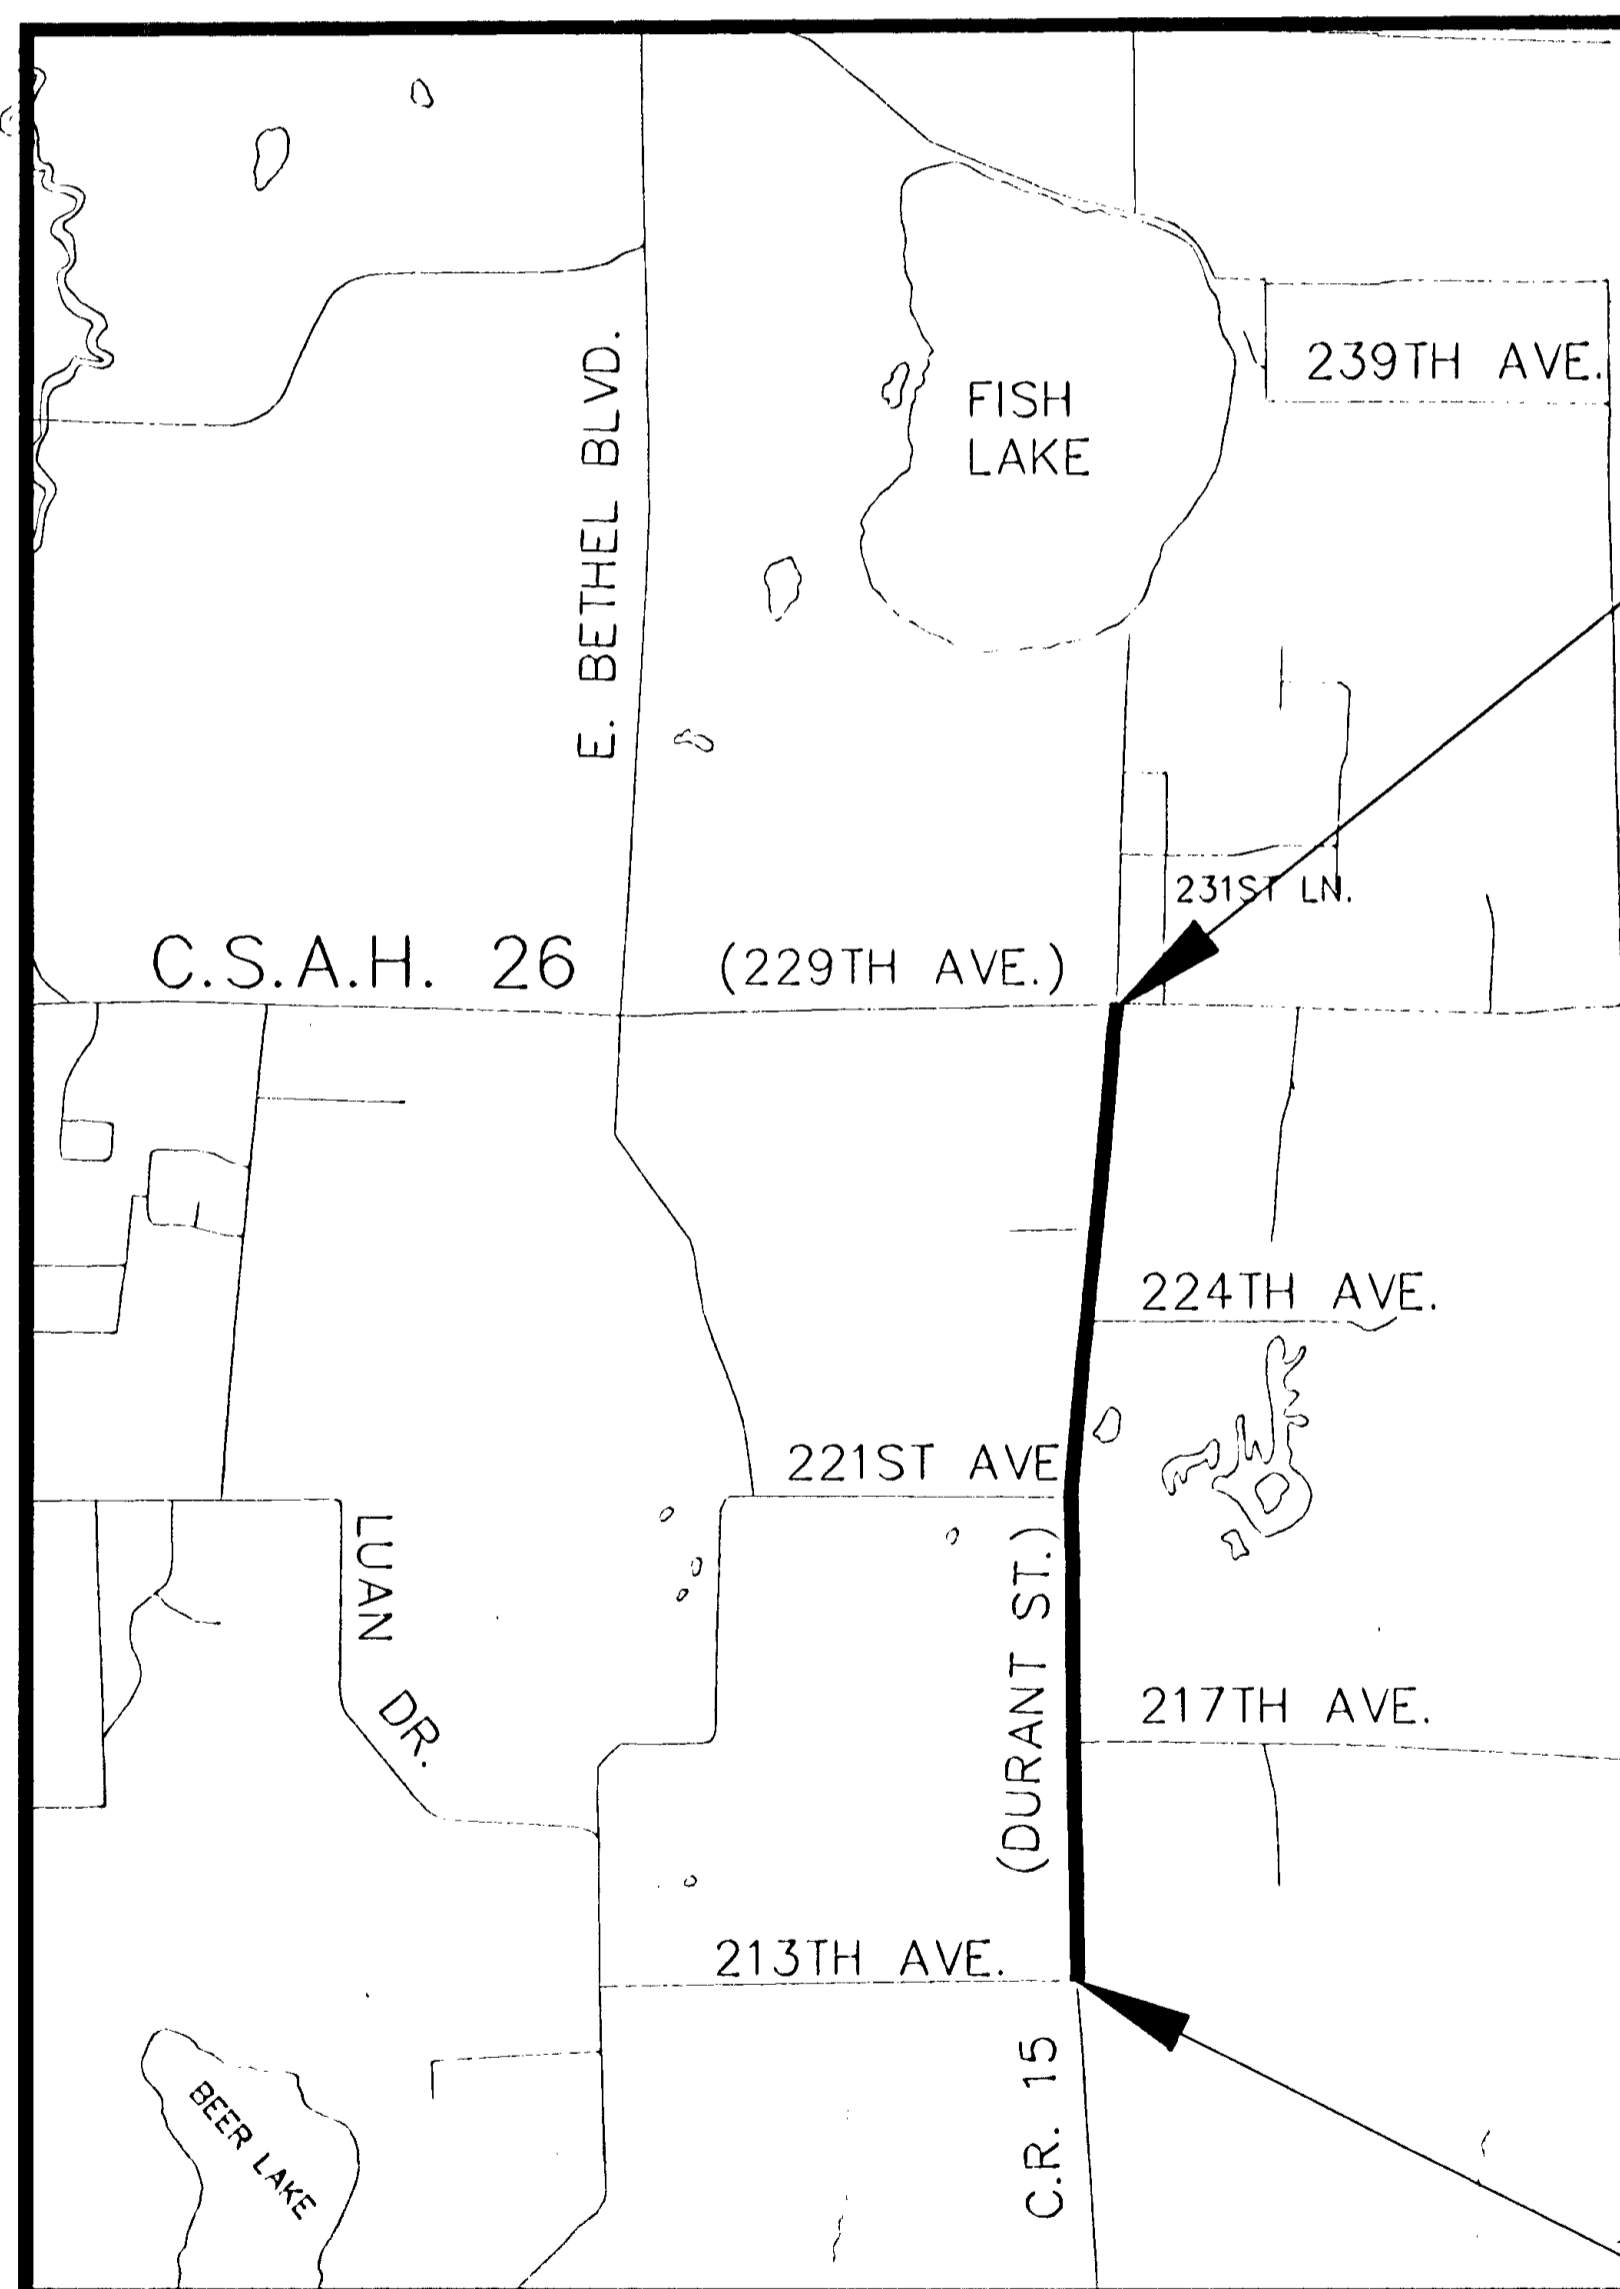 239TH AVE.
FISH
LAKE
E. BETHEL BLVD.
231ST LN.
C.S.A.H. 26 (229TH AVE.)
224TH AVE.
221ST AVE
LUAN DR.
(DURANT ST.)
217TH AVE.
213TH AVE.
C.R. 15
BEER LAKE